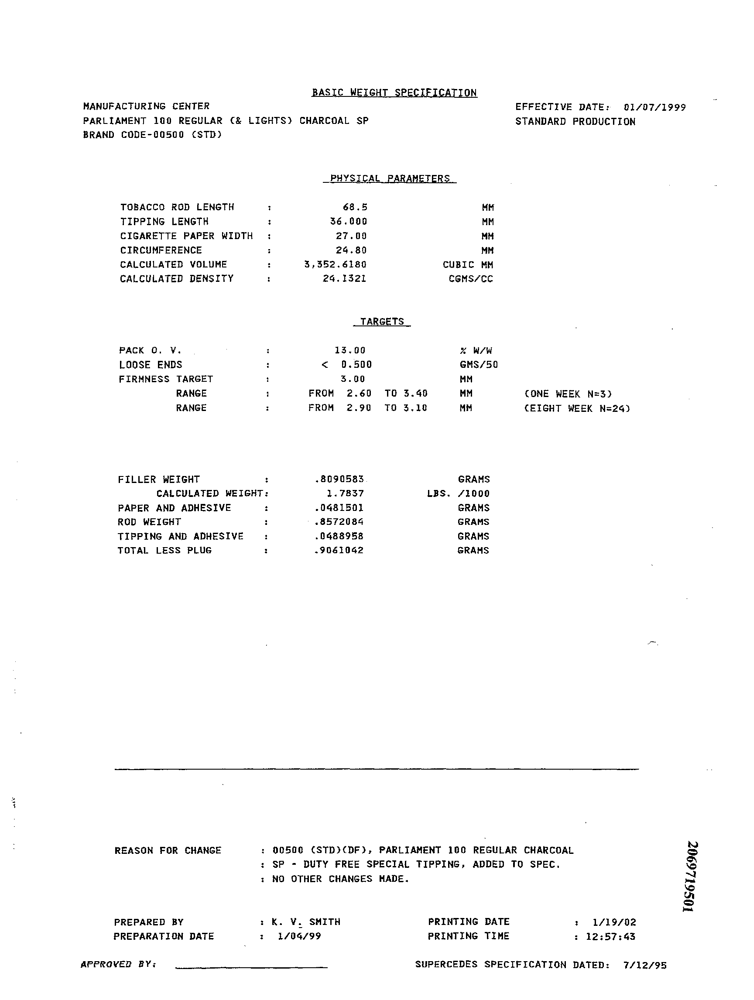 BASIC WEIGHT SPECIFICATION
MANUFACTURING CENTER EFFECTIVE DATE: 01/07/1999
PARLIAMENT 100 REGULAR (& LIGHTS) CHARCOAL SP STANDARD PRODUCTION
BRAND CODE-00500 (STD)
PHYSICAL PARAMETERS
TOBACCO ROD LENGTH : 68.5 MM
TIPPING LENGTH : 36.000 MM
CIGARETTE PAPER WIDTH : 27.00 MM
CIRCUMFERENCE : 24.80 MM
CALCULATED VOLUME : 3,352.6180 CUBIC MM
CALCULATED DENSITY : 24.1321 CGMS/CC
TARGETS
PACK O. V. : 13.00 % W/W
LOOSE ENDS : < 0.500 GMS/50
FIRMNESS TARGET : 3.00 MM
RANGE : FROM 2.60 TO 3.40 MM (ONE WEEK N=3)
RANGE : FROM 2.90 TO 3.10 MM (EIGHT WEEK N=24)
FILLER WEIGHT : .8090583 GRAMS
CALCULATED WEIGHT: 1.7837 LBS. /1000
PAPER AND ADHESIVE : .0481501 GRAMS
ROD WEIGHT : .8572084 GRAMS
TIPPING AND ADHESIVE : .0488958 GRAMS
TOTAL LESS PLUG : .9061042 GRAMS
REASON FOR CHANGE : 00500 (STD)(DF), PARLIAMENT 100 REGULAR CHARCOAL
: SP - DUTY FREE SPECIAL TIPPING, ADDED TO SPEC.
: NO OTHER CHANGES MADE.
2069719501
PREPARED BY : K. V. SMITH PRINTING DATE : 1/19/02
PREPARATION DATE : 1/04/99 PRINTING TIME : 12:57:43
APPROVED BY: SUPERCEDES SPECIFICATION DATED: 7/12/95